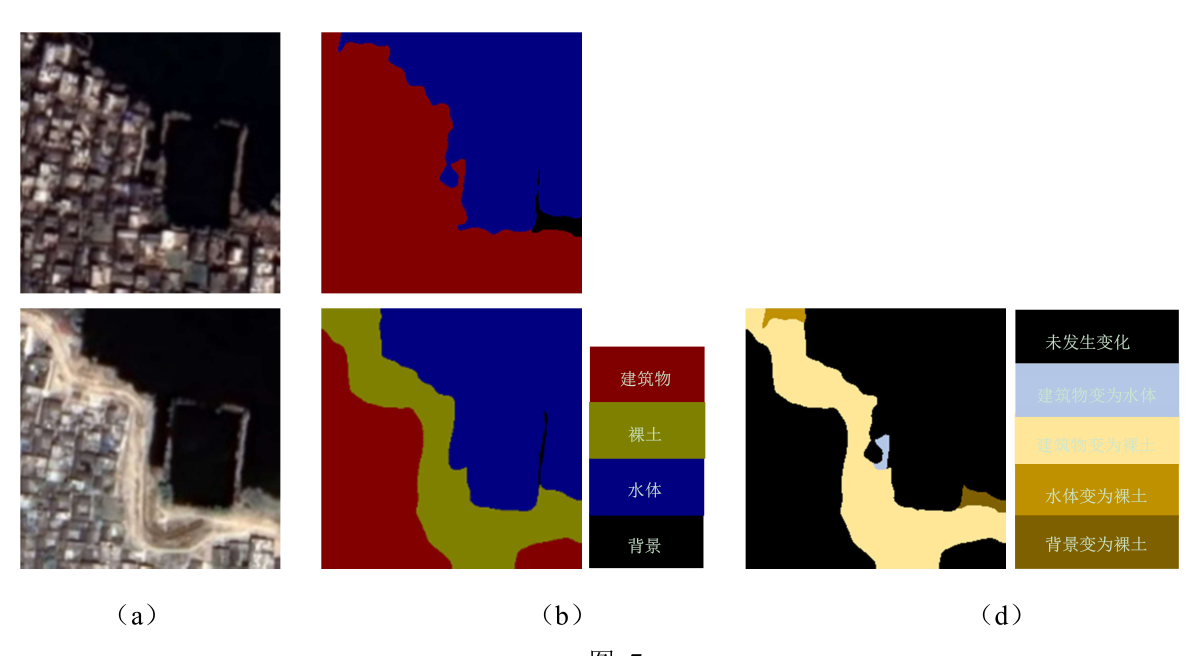 建筑物
裸土
水体
背景
未发生变化
建筑物变为水体
建筑物变为裸土
水体变为裸土
背景变为裸土
（a）
（b）
（d）